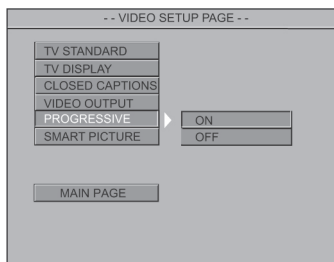 - - VIDEO SETUP PAGE - -
TV STANDARD
TV DISPLAY
CLOSED CAPTIONS
VIDEO OUTPUT
PROGRESSIVE
ON
SMART PICTURE
OFF
MAIN PAGE